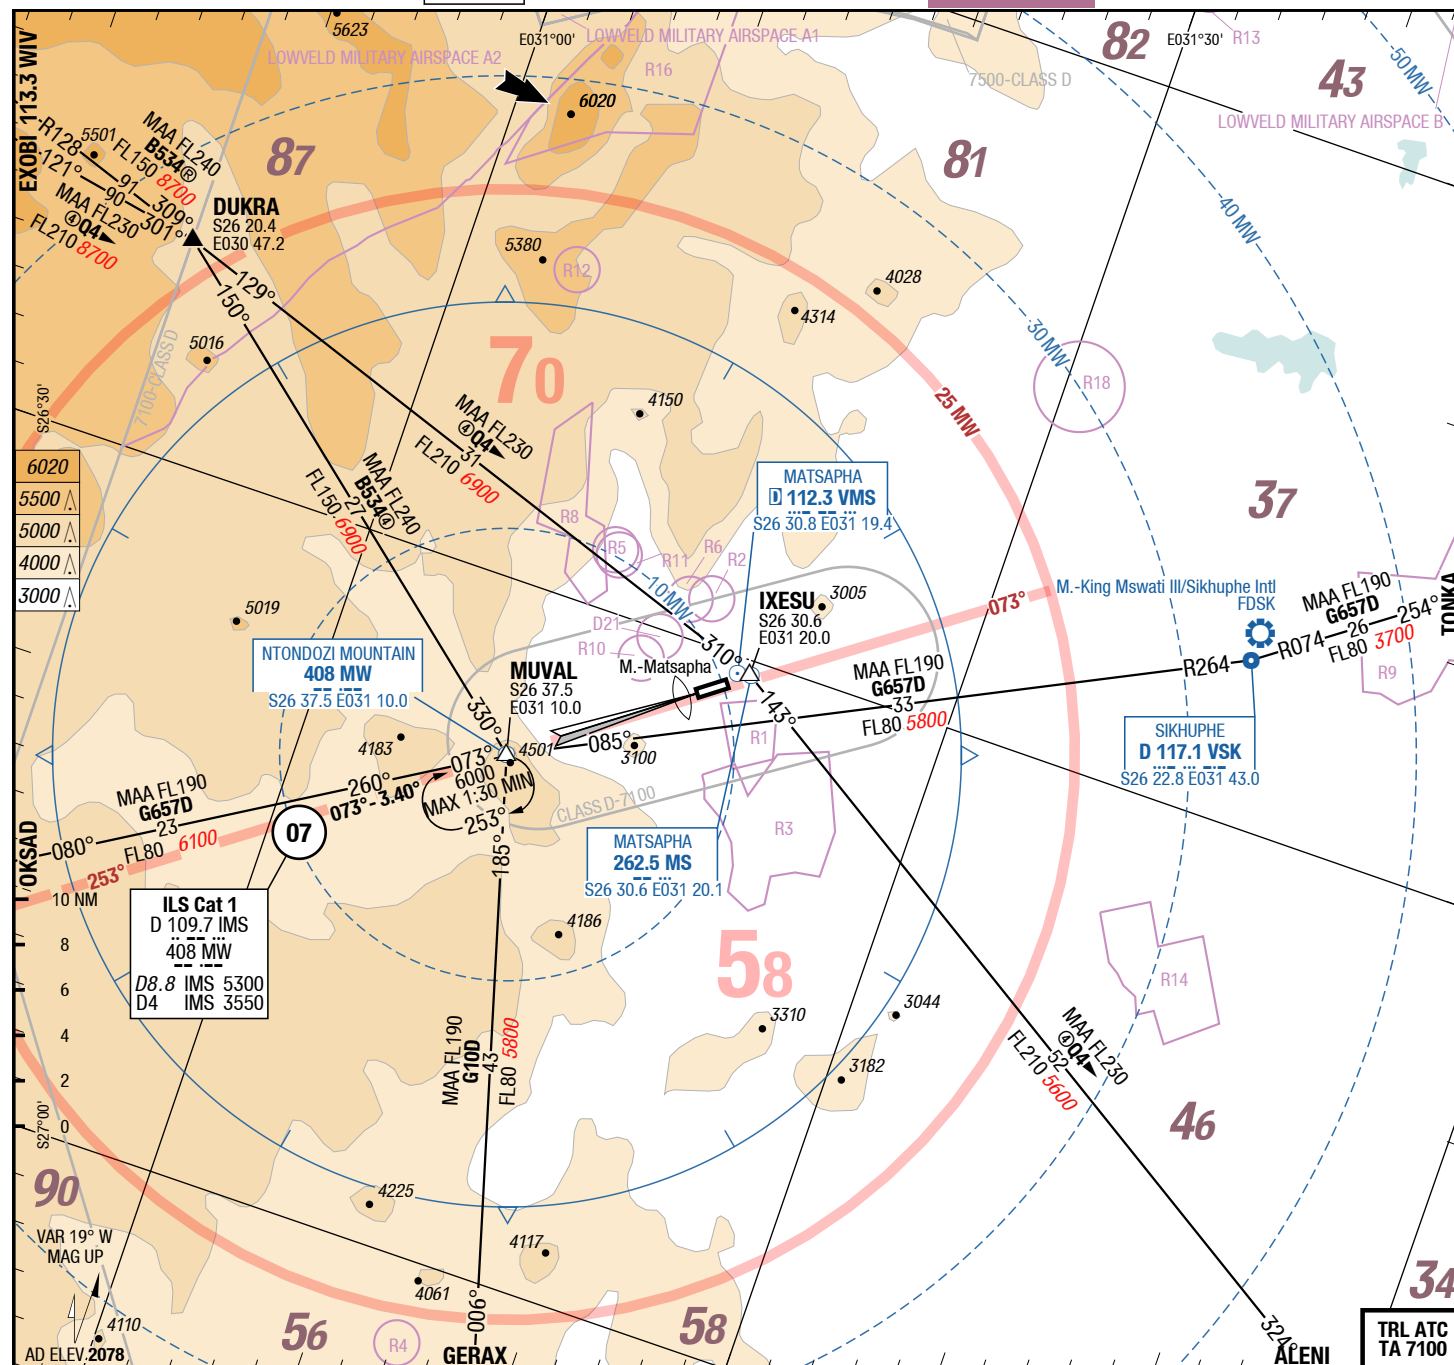 5623
E031°00'
LOWVELD MILITARY AIRSPACE A1
LOWVELD MILITARY AIRSPACE A2
R16
82
E031°30'
R13
50 MW
43
7500-CLASS D
LOWVELD MILITARY AIRSPACE B
6020
EXOBI 113.3 WIV
5501
R128
121°
91
90
309°
301°
MAA FL240
B534Ⓡ
FL150 8700
MAA FL230
④Q4
FL210 8700
87
81
DUKRA
S26 20.4
E030 47.2
40 MW
5380
R12
4028
4314
129°
150°
5016
7100-CLASS D
70
30 MW
R18
S26°30'
25 MW
4150
MAA FL230
④Q4
31
FL210 6900
MAA FL240
B534④
27
FL150 6900
6020
5500
5000
4000
3000
MATSAPHA
D 112.3 VMS
S26 30.8 E031 19.4
37
R8
R5
R11
R6
R2
10 MW
5019
D21
R10
IXESU
S26 30.6
E031 20.0
3005
073°
M.-King Mswati III/Sikhuphe Intl
FDSK
MAA FL190
G657D
26
FL80 3700
R074
254°
TONKA
R9
NTONDOZI MOUNTAIN
408 MW
S26 37.5 E031 10.0
MUVAL
S26 37.5
E031 10.0
M.-Matsapha
310°
MAA FL190
G657D
33
FL80 5800
R264
330°
143°
4183
4501
085°
3100
R1
SIKHUPHE
D 117.1 VSK
S26 22.8 E031 43.0
073°
6000
MAX 1:30 MIN
253°
185°
CLASS D-7100
MAA FL190
G657D
23
FL80 6100
260°
073° - 3.40°
080°
OKSAD
253°
07
R3
MATSAPHA
262.5 MS
S26 30.6 E031 20.1
10 NM
8
6
4
2
0
ILS Cat 1
D 109.7 IMS
408 MW
D8.8 IMS 5300
D4 IMS 3550
4186
58
R14
3310
3044
3182
MAA FL190
G10D
43
FL80 5800
MAA FL230
④Q4
52
FL210 5600
46
S27°00'
90
4225
4117
4061
VAR 19° W
MAG UP
4110
AD ELEV 2078
56
R4
006°
GERAX
58
324°
ALENI
34
TRL ATC
TA 7100